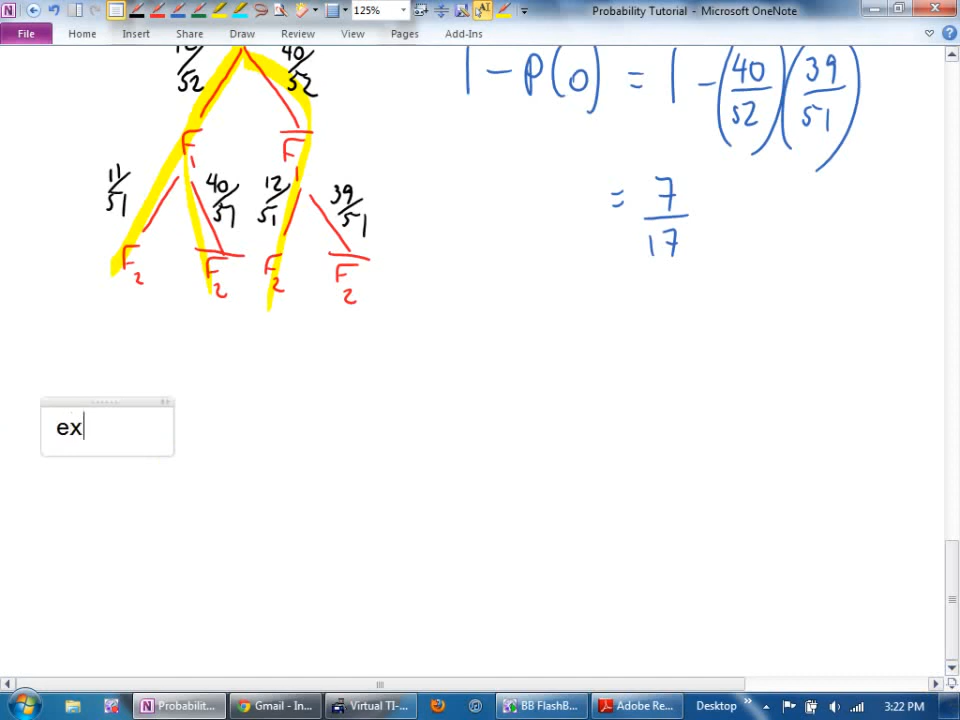 125%
Probability Tutorial - Microsoft OneNote
File Home Insert Draw Review View Pages Add-Ins
52 40/52
1 - P(0) = 1 - (40/52)(39/51)
= 7/17
F F
11/51 40/51 12/51 39/51
F2 F2 F2 F2
ex
Probabilit... Gmail - In... Virtual TI-... BB FlashB... Adobe Re... Desktop » 3:22 PM